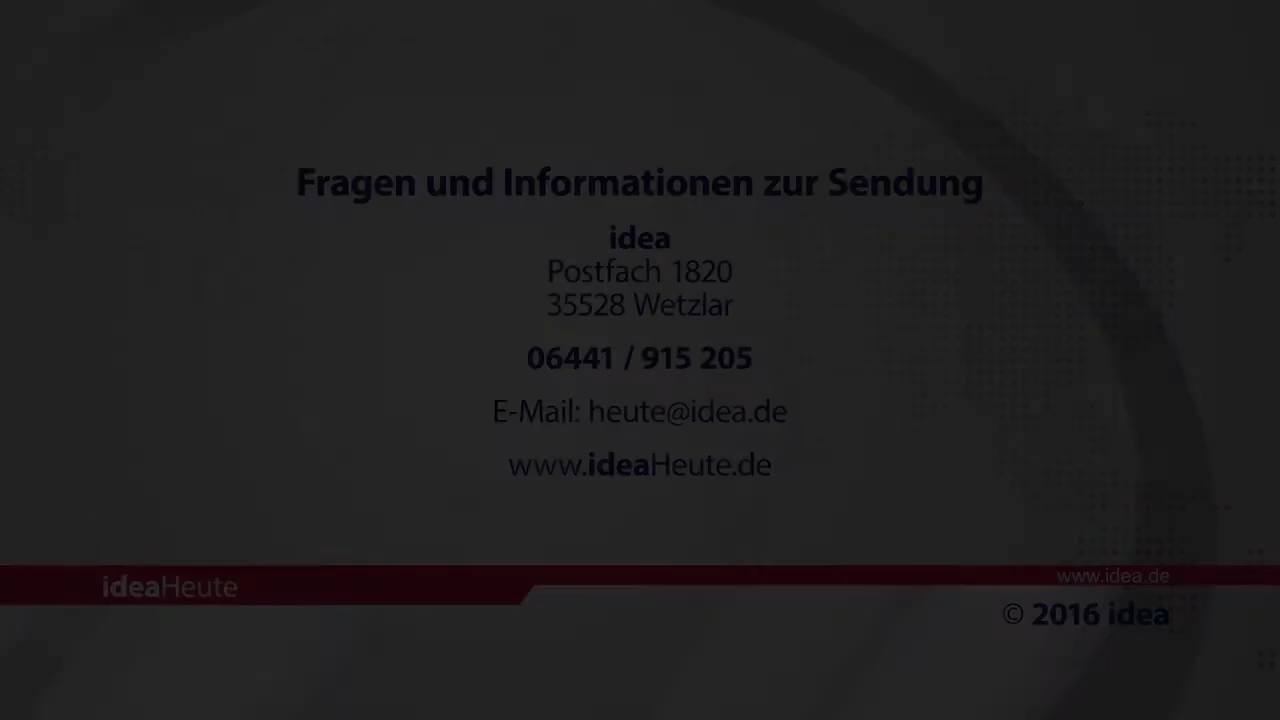 Fragen und Informationen zur Sendung
idea
Postfach 1820
35528 Wetzlar
06441 / 915 205
E-Mail: heute@idea.de
www.ideaHeute.de
ideaHeute
www.idea.de
© 2016 idea